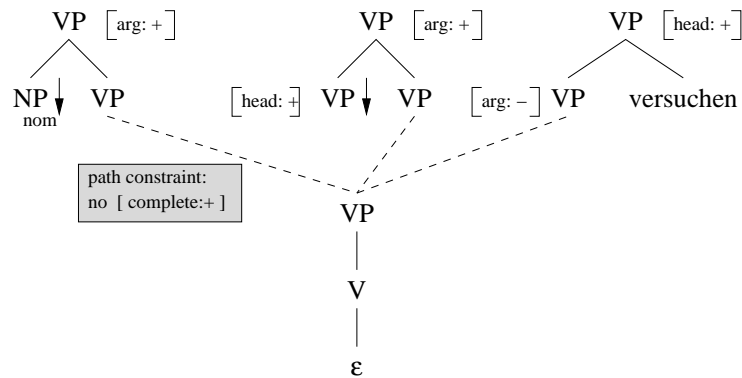 VP [arg: +] VP [arg: +] VP [head: +]
NP VP [head: +] VP VP [arg: −] VP versuchen
nom
path constraint:
no [ complete:+ ]
VP
V
ε